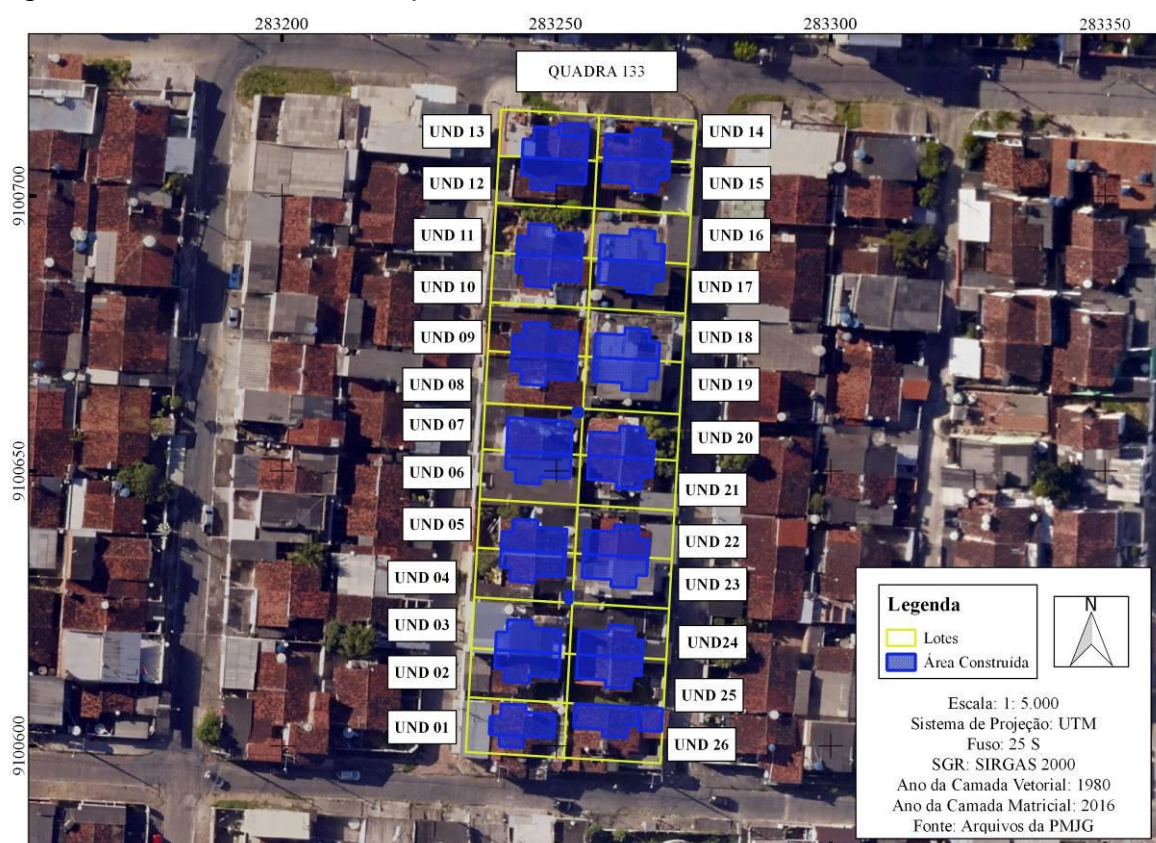 283200 283250 283300 283350
QUADRA 133
UND 13 UND 14
UND 12 UND 15
9100700
UND 11 UND 16
UND 10 UND 17
UND 09 UND 18
UND 08 UND 19
UND 07 UND 20
9100650
UND 06 UND 21
UND 05 UND 22
UND 04 UND 23
UND 03 UND24
UND 02 UND 25
UND 01 UND 26
9100600
Legenda
Lotes
Área Construída
N
Escala: 1: 5.000
Sistema de Projeção: UTM
Fuso: 25 S
SGR: SIRGAS 2000
Ano da Camada Vetorial: 1980
Ano da Camada Matricial: 2016
Fonte: Arquivos da PMJG